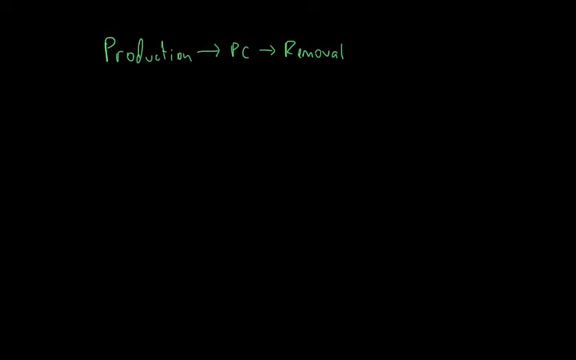 Production → PC → Removal